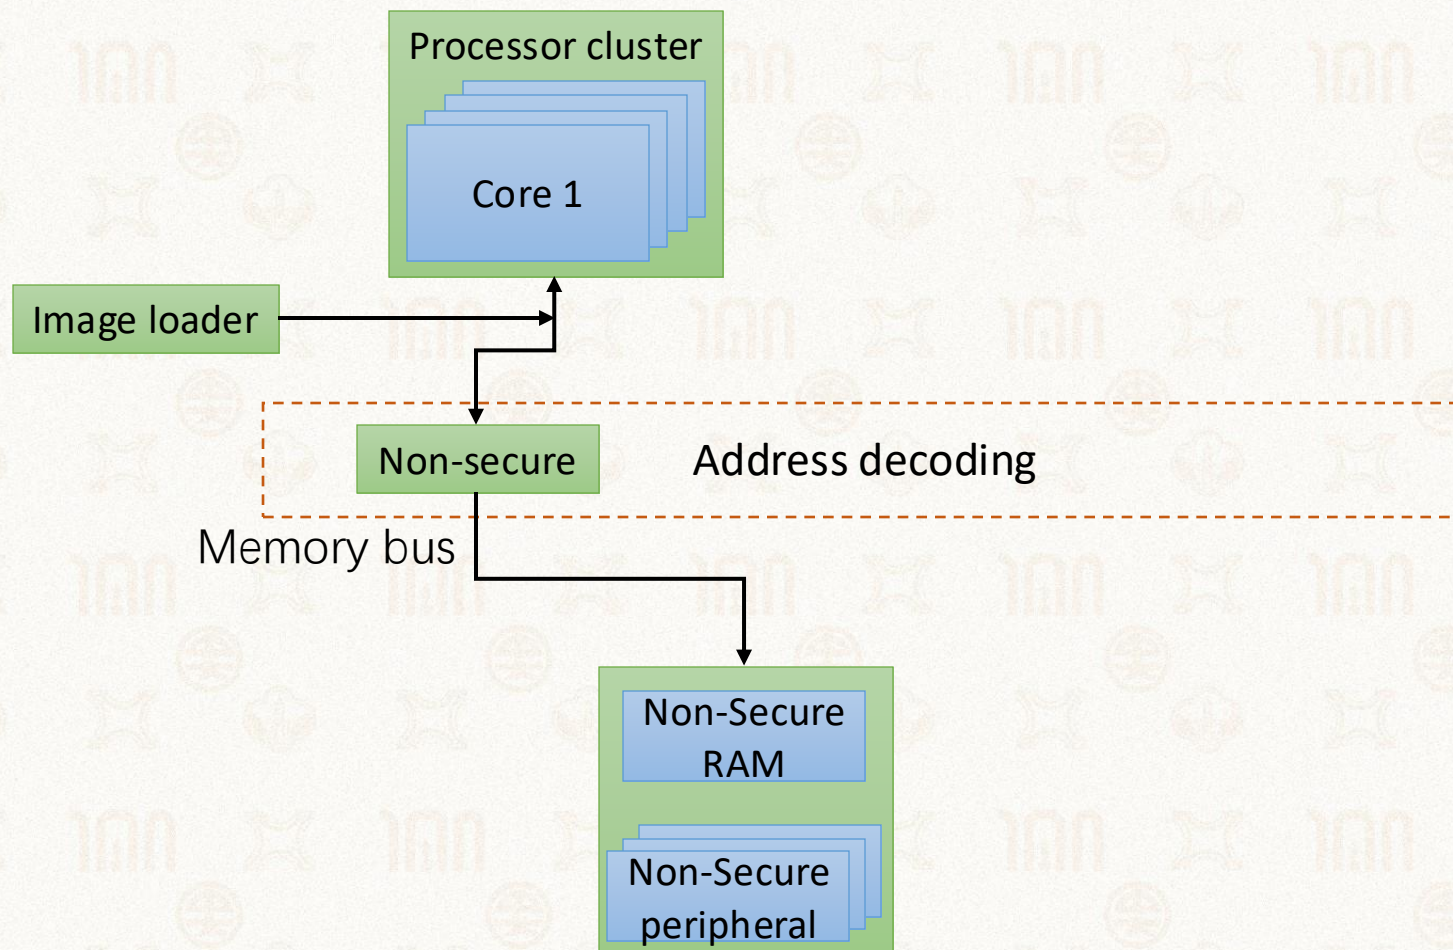 Processor cluster
Core 1
Image loader
Non-secure
Address decoding
Memory bus
Non-Secure
RAM
Non-Secure
peripheral